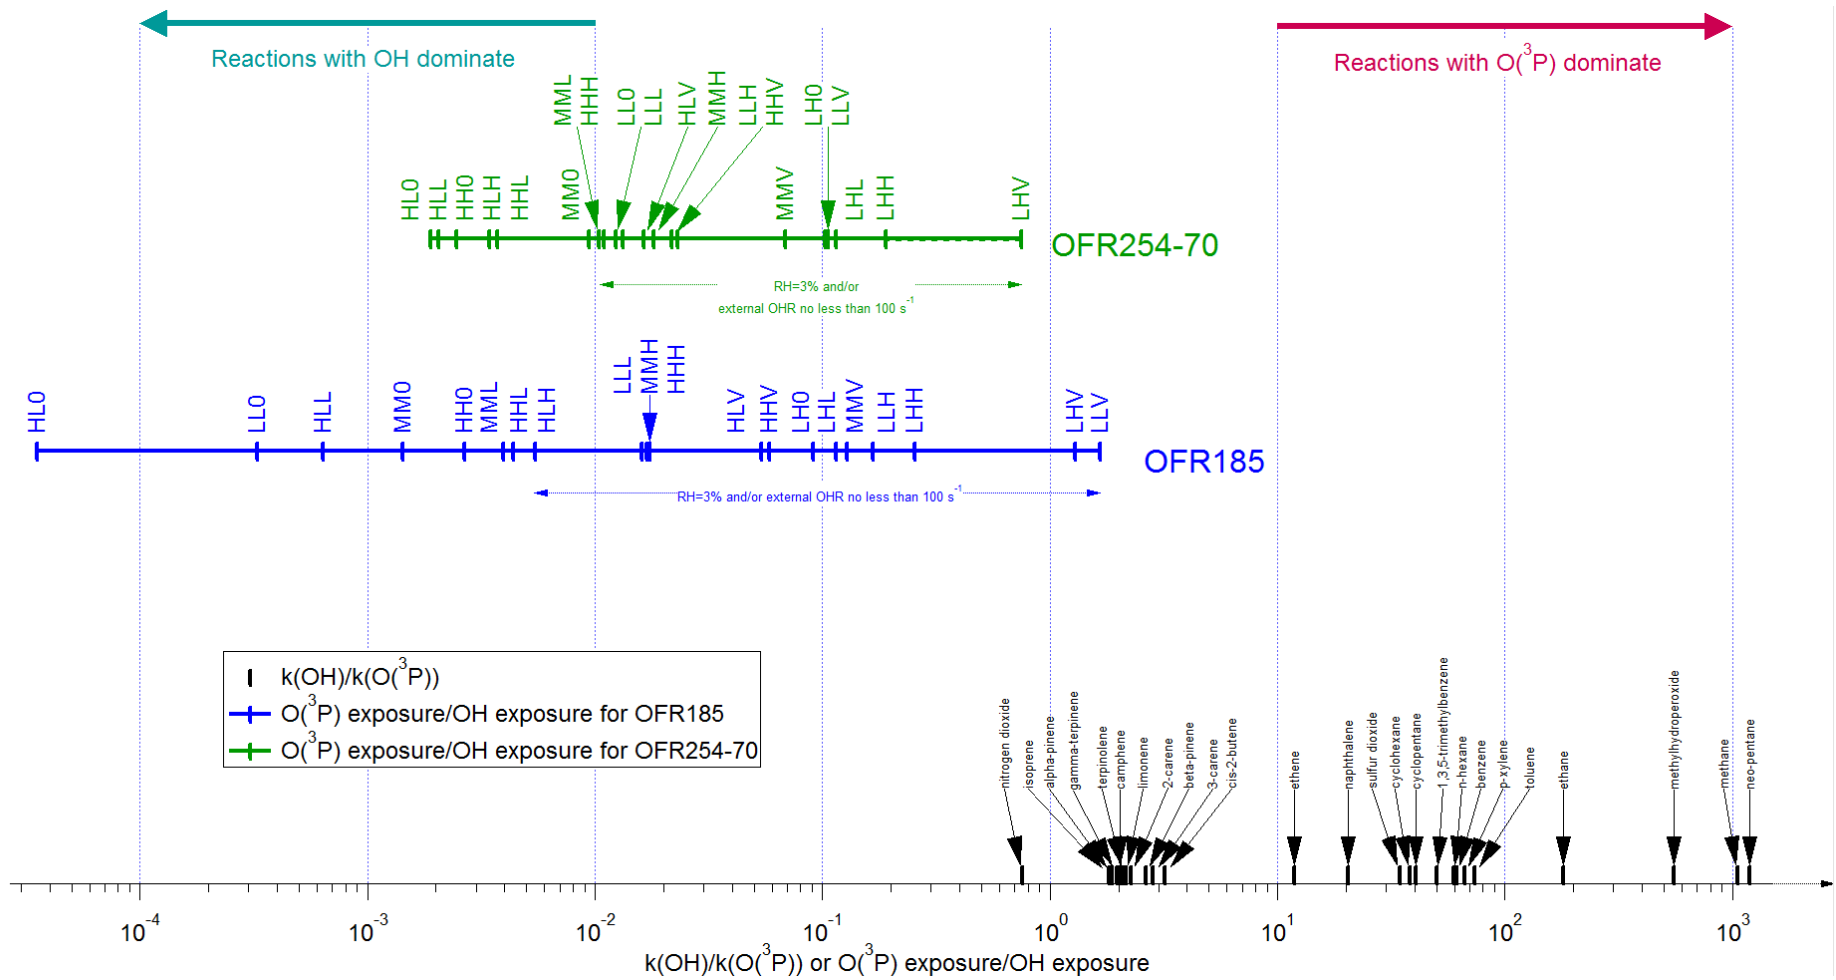 Reactions with OH dominate
Reactions with O(³P) dominate
MML
HHH
LL0
LLL
HLV
MMH
LLH
HHV
LH0
LLV
HL0
HLL
HH0
HLH
HHL
MM0
MMV
LHL
LHH
LHV
OFR254-70
RH=3% and/or
external OHR no less than 100 s⁻¹
LLL
MMH
HHH
HL0
LL0
HLL
MM0
HH0
MML
HHL
HLH
HLV
HHV
LH0
LHL
MMV
LLH
LHH
LHV
LLV
OFR185
RH=3% and/or external OHR no less than 100 s⁻¹
k(OH)/k(O(³P))
O(³P) exposure/OH exposure for OFR185
O(³P) exposure/OH exposure for OFR254-70
nitrogen dioxide
isoprene
alpha-pinene
gamma-terpinene
terpinolene
camphene
limonene
2-carene
beta-pinene
3-carene
cis-2-butene
ethene
naphthalene
sulfur dioxide
cyclohexane
cyclopentane
1,3,5-trimethylbenzene
n-hexane
benzene
p-xylene
toluene
ethane
methylhydroperoxide
methane
neo-pentane
10⁻⁴
10⁻³
10⁻²
10⁻¹
10⁰
10¹
10²
10³
k(OH)/k(O(³P)) or O(³P) exposure/OH exposure